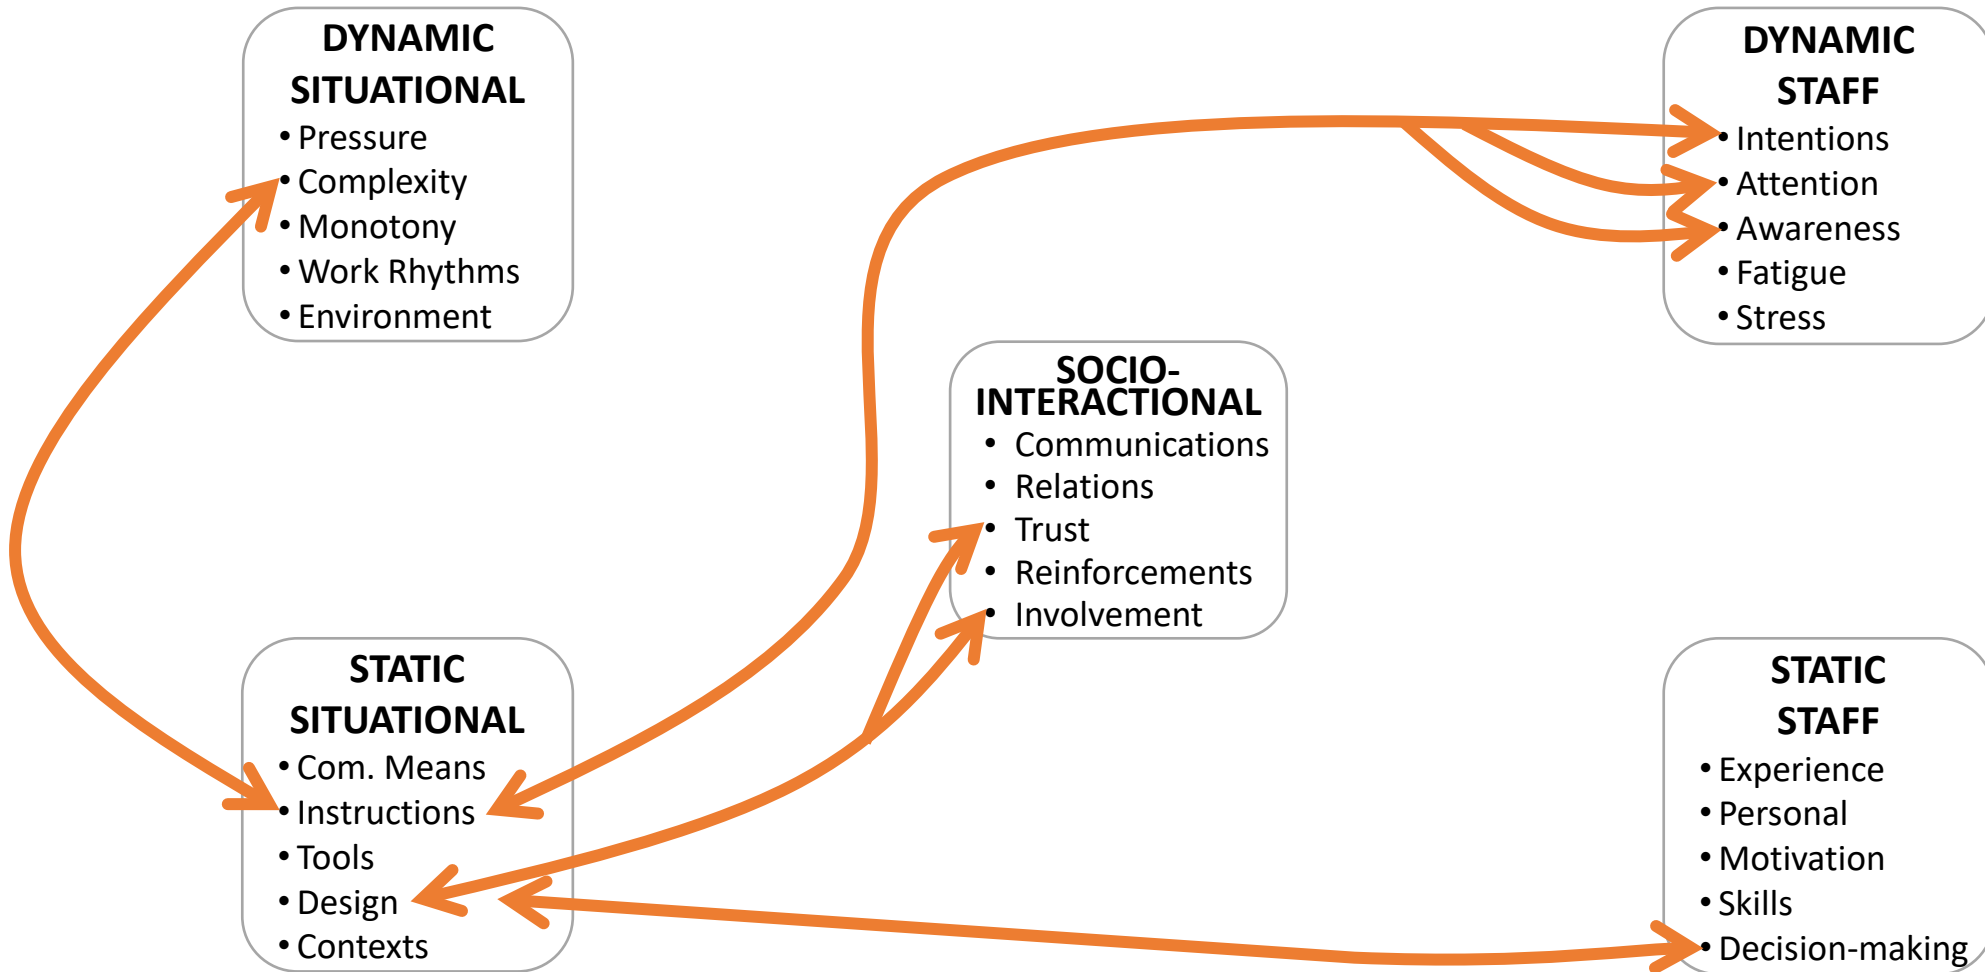 DYNAMIC
SITUATIONAL
• Pressure
• Complexity
• Monotony
• Work Rhythms
• Environment
DYNAMIC
STAFF
• Intentions
• Attention
• Awareness
• Fatigue
• Stress
SOCIO-
INTERACTIONAL
• Communications
• Relations
• Trust
• Reinforcements
• Involvement
STATIC
SITUATIONAL
• Com. Means
• Instructions
• Tools
• Design
• Contexts
STATIC
STAFF
• Experience
• Personal
• Motivation
• Skills
• Decision-making